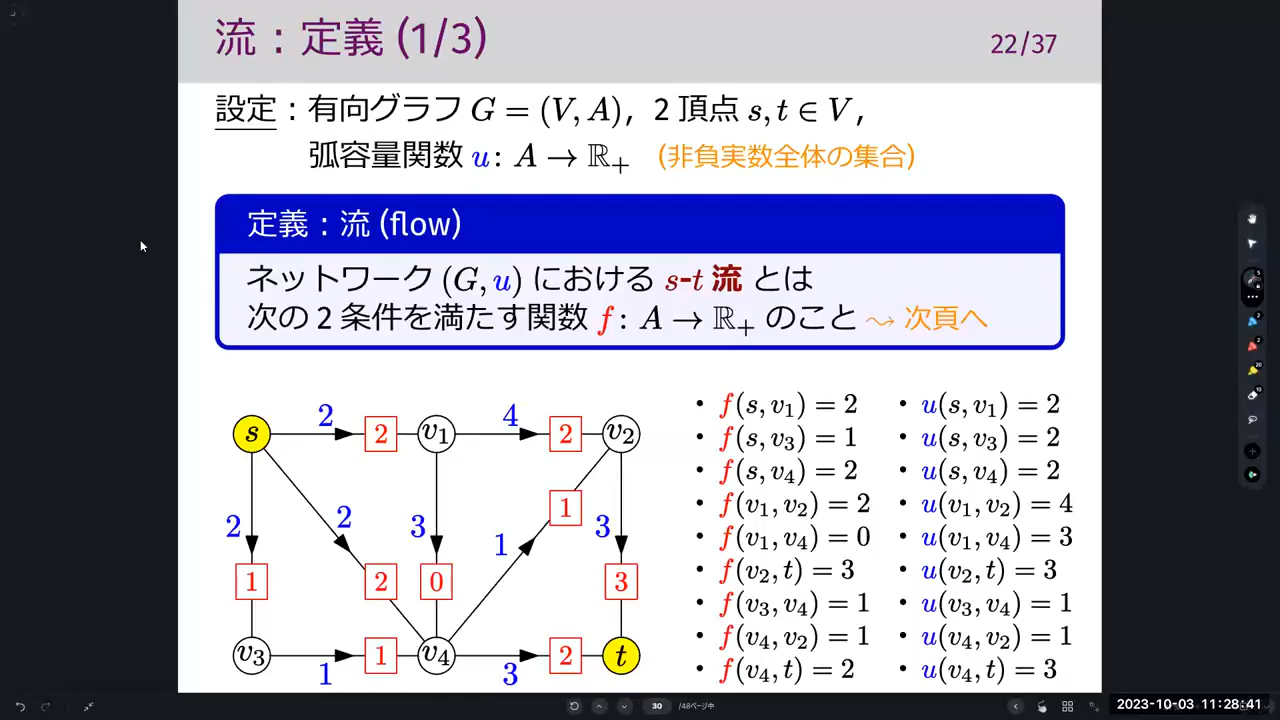 流：定義 (1/3)
22/37
設定：有向グラフ G = (V, A)，2 頂点 s, t ∈ V，
弧容量関数 u: A → ℝ₊ (非負実数全体の集合)
定義：流 (flow)
ネットワーク (G, u) における s-t 流 とは
次の 2 条件を満たす関数 f: A → ℝ₊ のこと ⇝ 次頁へ
s 2 2 v₁ 4 2 v₂
1
2 2 3 1 3
1 2 0 3
v₃ 1 1 v₄ 3 2 t
• f(s, v₁) = 2 • u(s, v₁) = 2
• f(s, v₃) = 1 • u(s, v₃) = 2
• f(s, v₄) = 2 • u(s, v₄) = 2
• f(v₁, v₂) = 2 • u(v₁, v₂) = 4
• f(v₁, v₄) = 0 • u(v₁, v₄) = 3
• f(v₂, t) = 3 • u(v₂, t) = 3
• f(v₃, v₄) = 1 • u(v₃, v₄) = 1
• f(v₄, v₂) = 1 • u(v₄, v₂) = 1
• f(v₄, t) = 2 • u(v₄, t) = 3
30 /48ページ中
2023-10-03 11:28:41